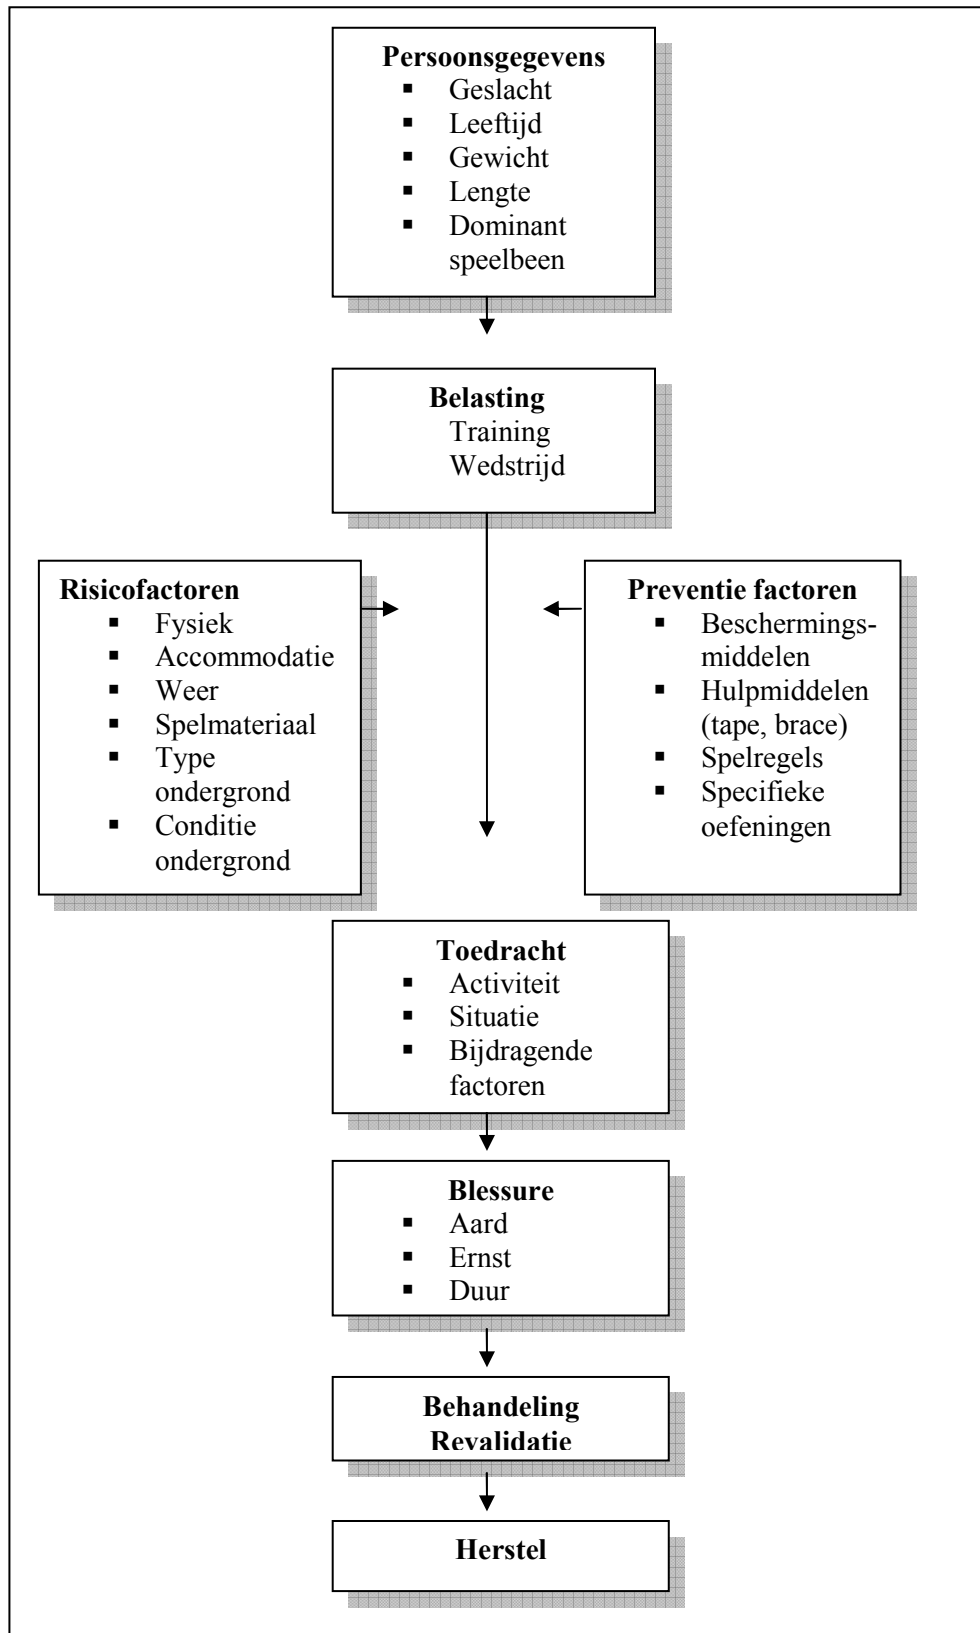 Persoonsgegevens
▪ Geslacht
▪ Leeftijd
▪ Gewicht
▪ Lengte
▪ Dominant
speelbeen
Belasting
Training
Wedstrijd
Risicofactoren
▪ Fysiek
▪ Accommodatie
▪ Weer
▪ Spelmateriaal
▪ Type
ondergrond
▪ Conditie
ondergrond
Preventie factoren
▪ Beschermings-
middelen
▪ Hulpmiddelen
(tape, brace)
▪ Spelregels
▪ Specifieke
oefeningen
Toedracht
▪ Activiteit
▪ Situatie
▪ Bijdragende
factoren
Blessure
▪ Aard
▪ Ernst
▪ Duur
Behandeling
Revalidatie
Herstel